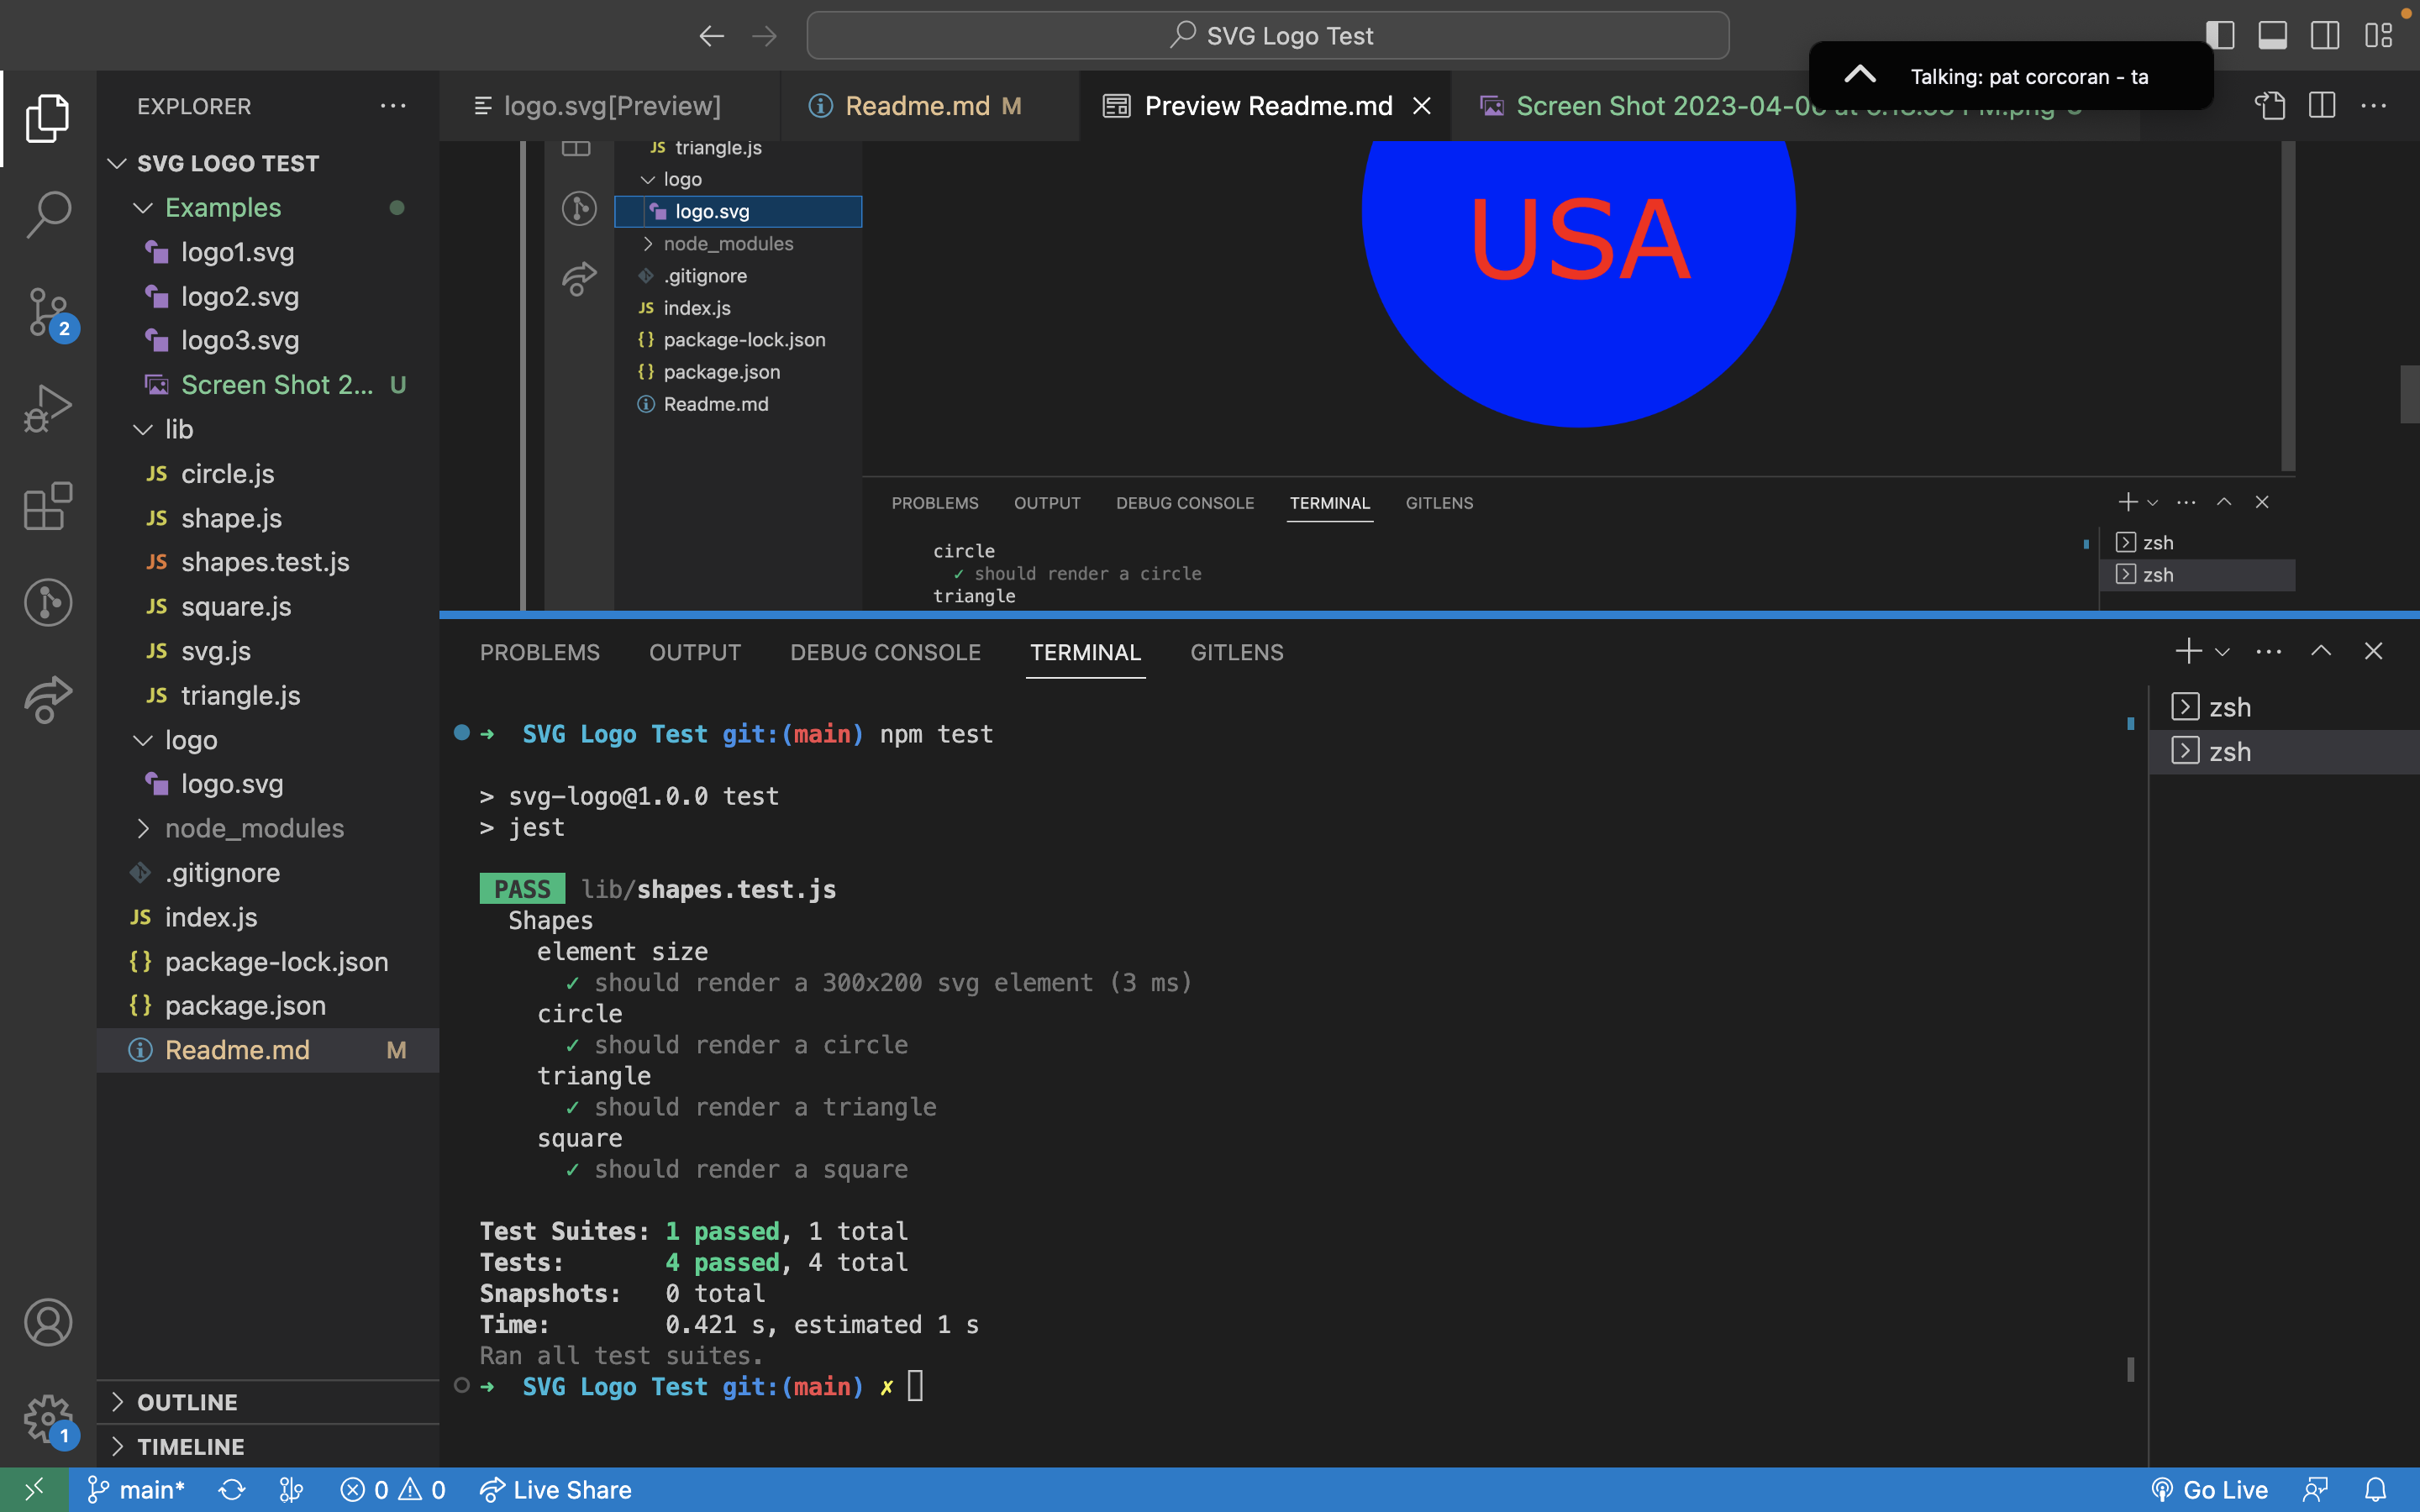 SVG Logo Test
Talking: pat corcoran - ta
EXPLORER
logo.svg[Preview]
Readme.md M
Preview Readme.md
SVG LOGO TEST
Examples
logo1.svg
logo2.svg
logo3.svg
Screen Shot 2... U
lib
JS circle.js
JS shape.js
JS shapes.test.js
JS square.js
JS svg.js
JS triangle.js
logo
logo.svg
node_modules
.gitignore
JS index.js
{} package-lock.json
{} package.json
Readme.md M
OUTLINE
TIMELINE
2
1
Screen Shot 2023-04-0
JS triangle.js
logo
logo.svg
node_modules
.gitignore
JS index.js
{} package-lock.json
{} package.json
Readme.md
USA
PROBLEMS OUTPUT DEBUG CONSOLE TERMINAL GITLENS
circle
✓ should render a circle
triangle
zsh
zsh
PROBLEMS OUTPUT DEBUG CONSOLE TERMINAL GITLENS
zsh
zsh
➜ SVG Logo Test git:(main) npm test
> svg-logo@1.0.0 test
> jest
PASS lib/shapes.test.js
Shapes
element size
✓ should render a 300x200 svg element (3 ms)
circle
✓ should render a circle
triangle
✓ should render a triangle
square
✓ should render a square
Test Suites: 1 passed, 1 total
Tests: 4 passed, 4 total
Snapshots: 0 total
Time: 0.421 s, estimated 1 s
Ran all test suites.
➜ SVG Logo Test git:(main) ✗
main* 0 0 Live Share
Go Live